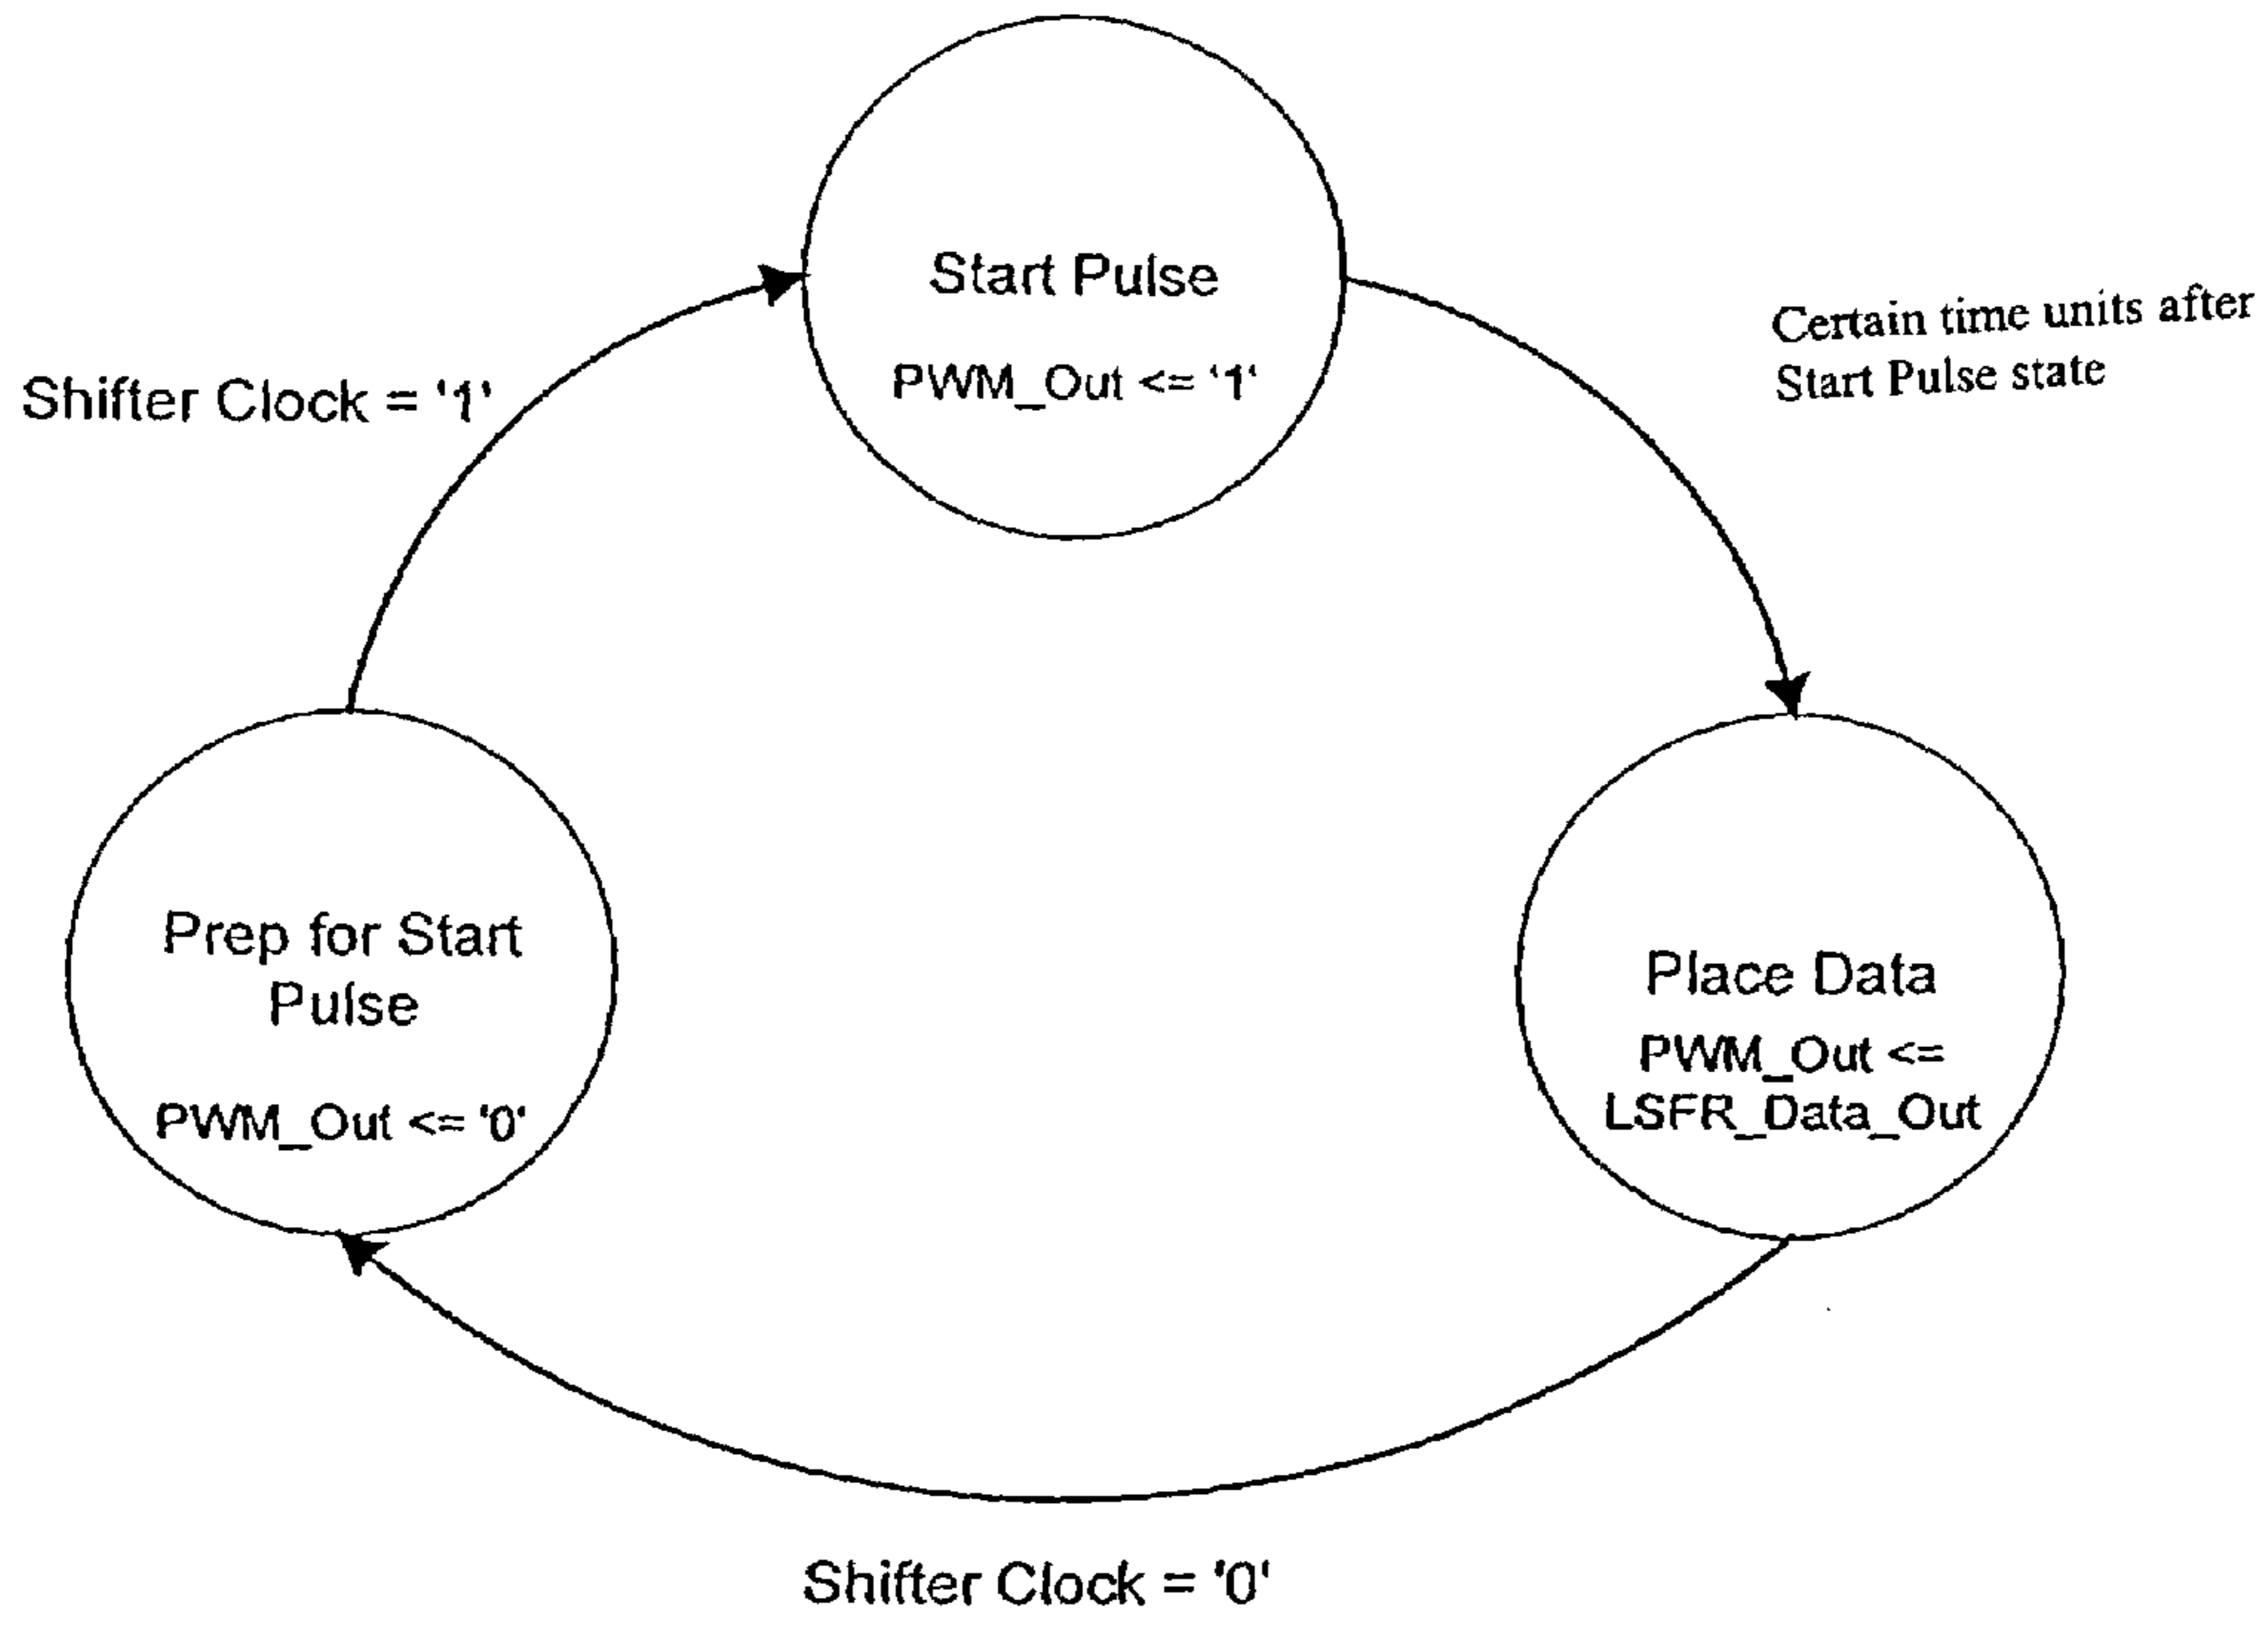 Start Pulse
PWM_Out <= '1'
Certain time units after
Start Pulse state
Shifter Clock = '1'
Prep for Start
Pulse
PWM_Out <= '0'
Place Data
PWM_Out <=
LSFR_Data_Out
Shifter Clock = '0'